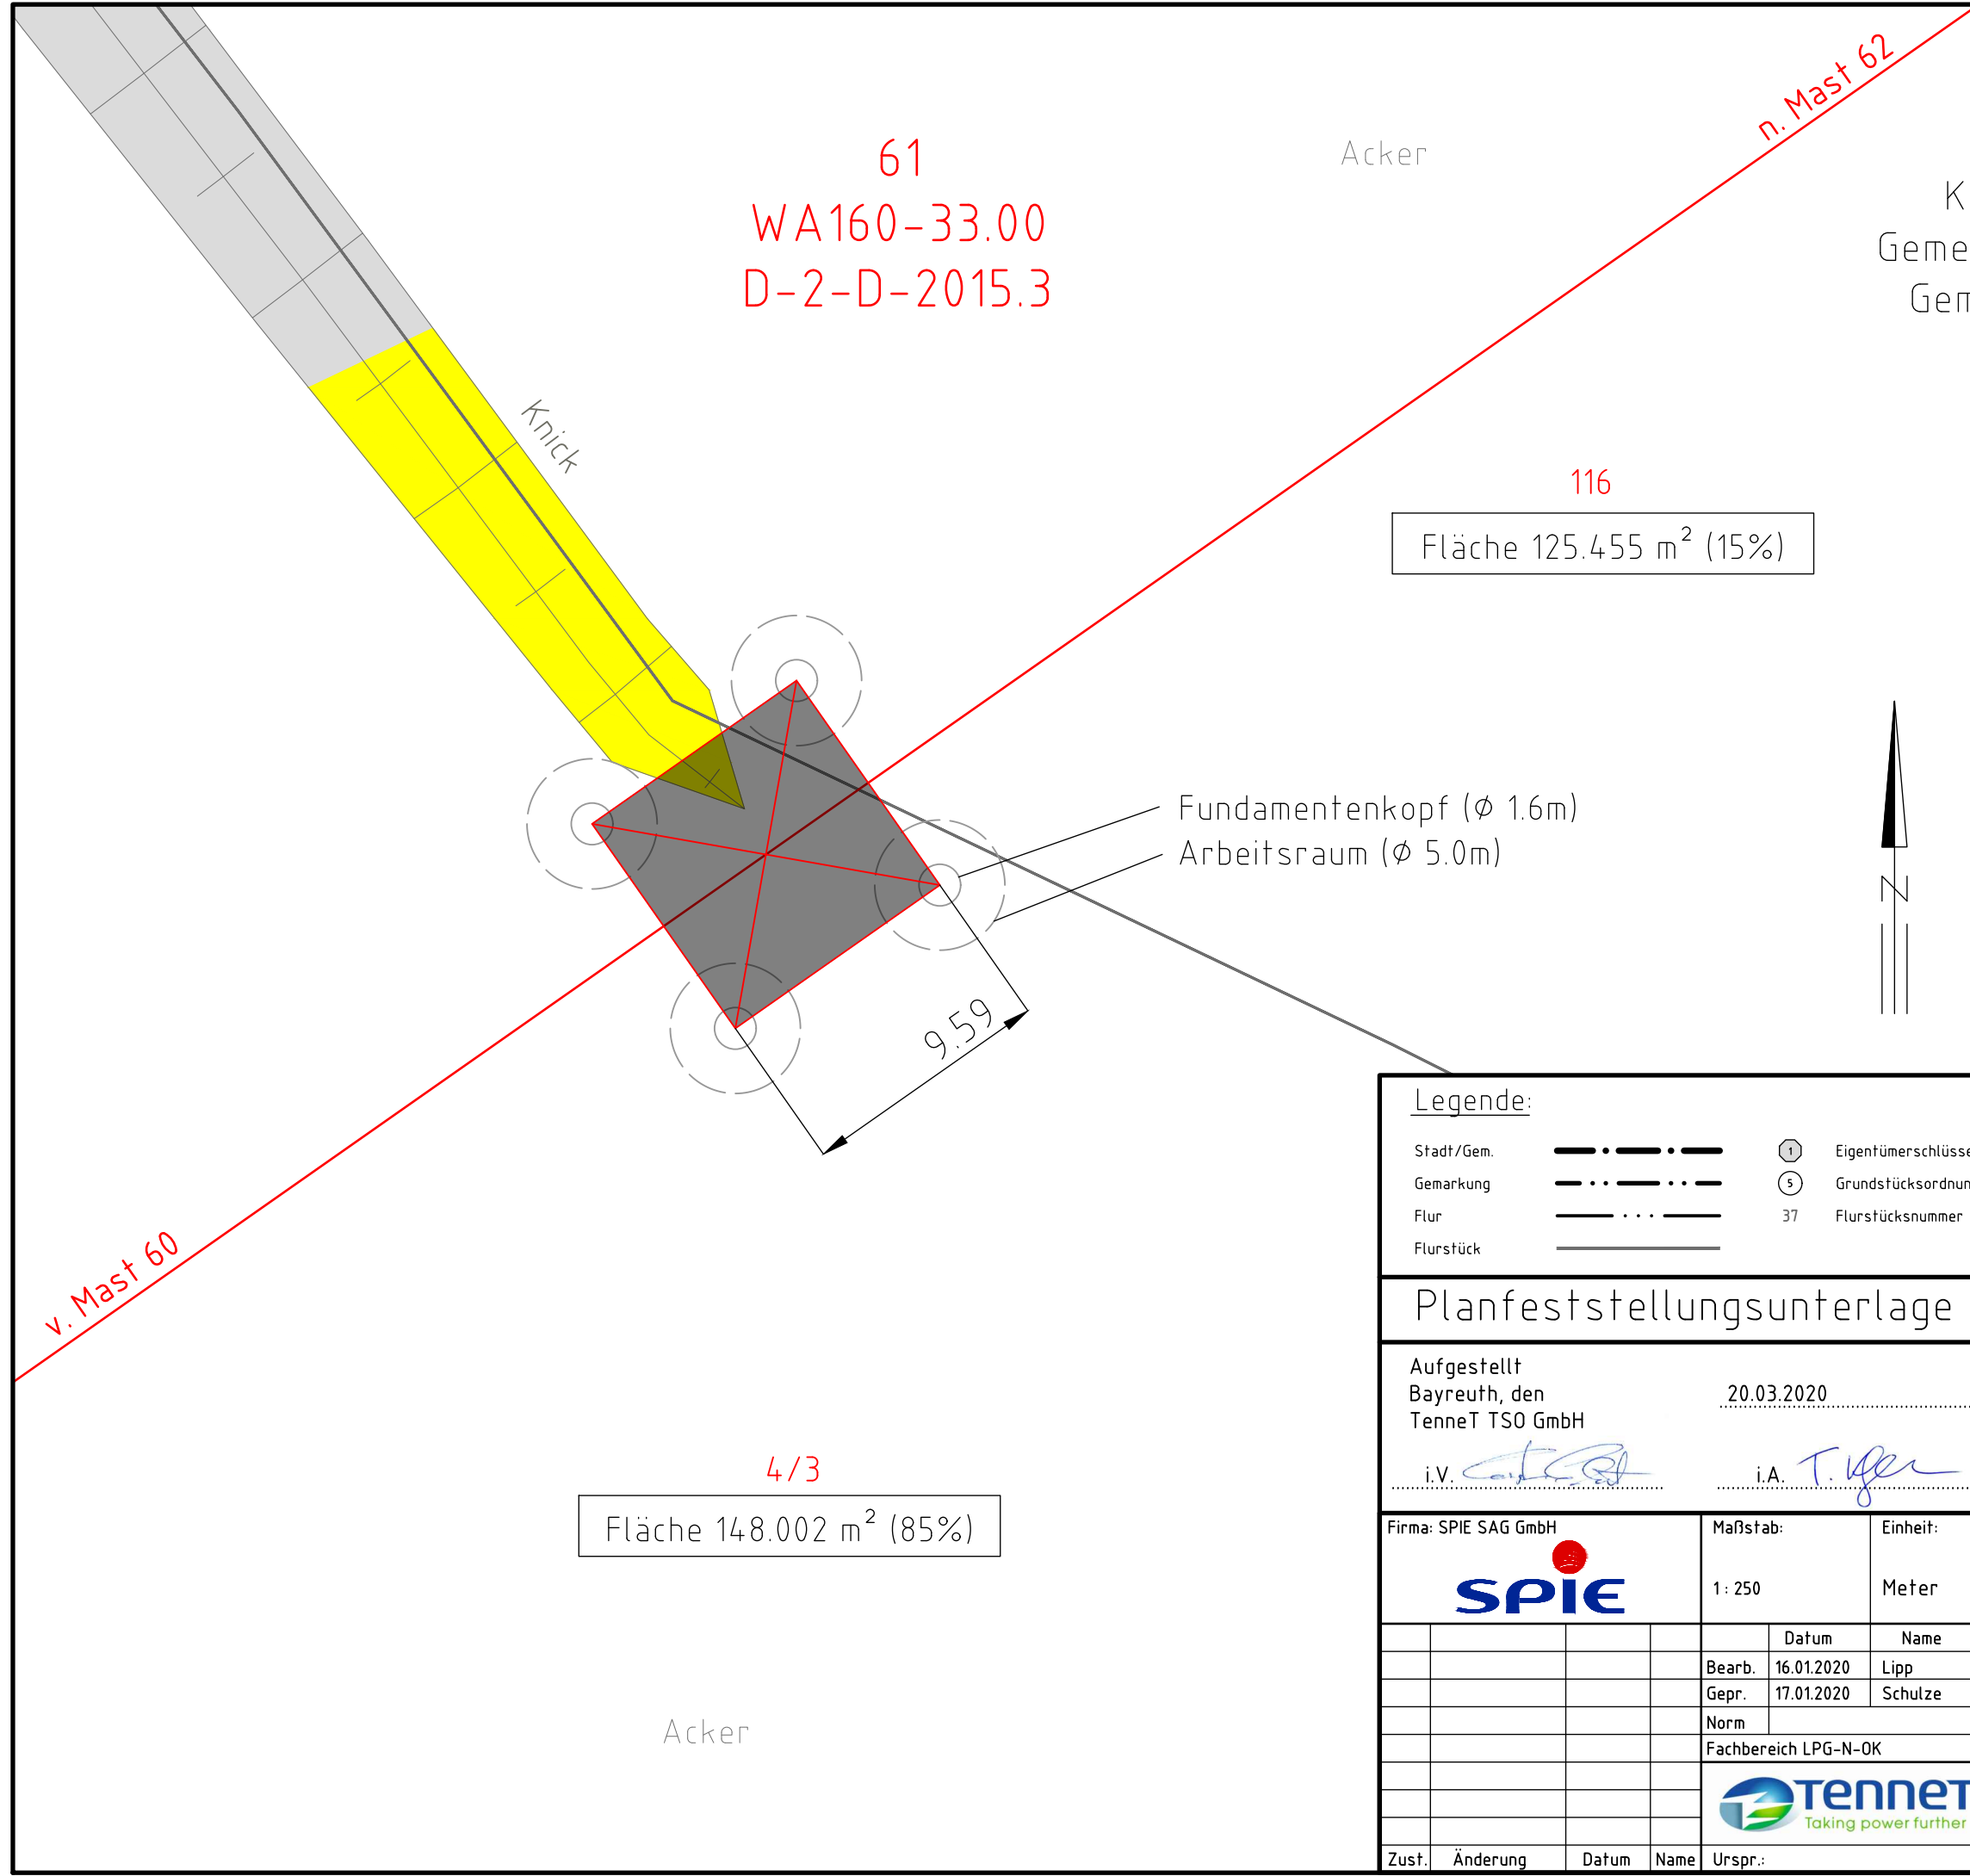 n. Mast 62
61
WA160-33.00
D-2-D-2015.3
Acker
K
Geme
Gem
Knick
116
Fläche 125.455 m² (15%)
Fundamentenkopf (ϕ 1.6m)
Arbeitsraum (ϕ 5.0m)
N
9.59
v. Mast 60
4/3
Fläche 148.002 m² (85%)
Acker
Legende:
Stadt/Gem.
1 Eigentümerschlüsse
Gemarkung
5 Grundstücksordnun
Flur
37 Flurstücksnummer
Flurstück
Planfeststellungsunterlage
Aufgestellt
Bayreuth, den 20.03.2020
TenneT TSO GmbH
i.V.
i.A.
Firma: SPIE SAG GmbH
SPIE
Maßstab:
1 : 250
Einheit:
Meter
Datum Name
Bearb. 16.01.2020 Lipp
Gepr. 17.01.2020 Schulze
Norm
Fachbereich LPG-N-OK
TenneT
Taking power further
Zust. Änderung Datum Name Urspr.: